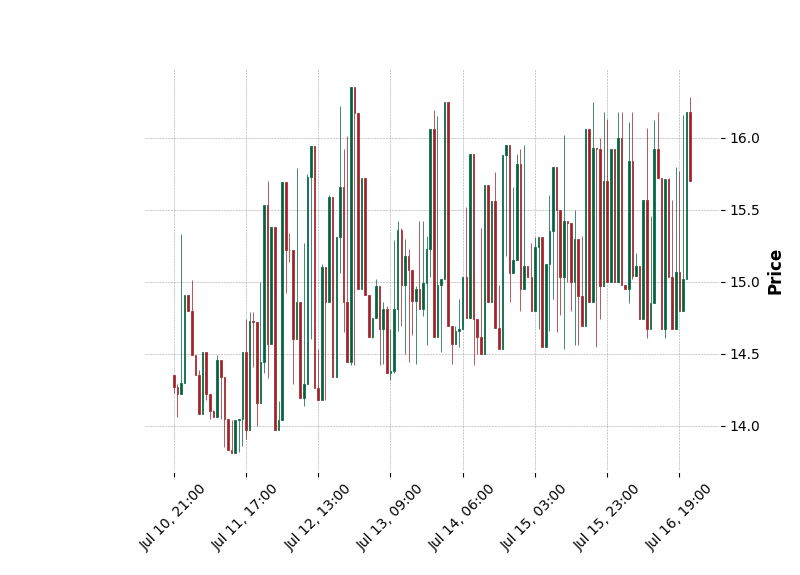 16.0
15.5
15.0
14.5
14.0
Price
Jul 10, 21:00
Jul 11, 17:00
Jul 12, 13:00
Jul 13, 09:00
Jul 14, 06:00
Jul 15, 03:00
Jul 15, 23:00
Jul 16, 19:00